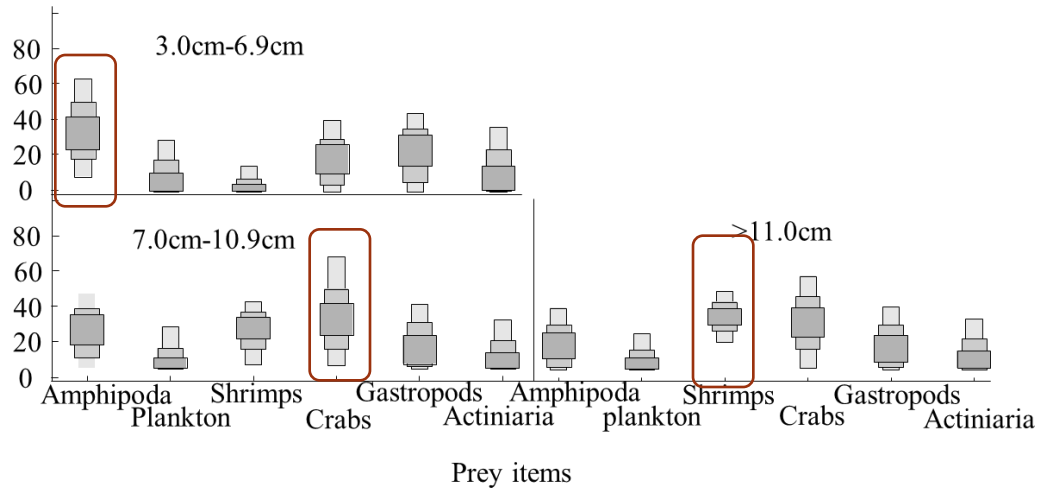 3.0cm-6.9cm
80
60
40
20
0
7.0cm-10.9cm
>11.0cm
80
60
40
20
0
Amphipoda
Plankton
Shrimps
Crabs
Gastropods
Actiniaria
Amphipoda
plankton
Shrimps
Crabs
Gastropods
Actiniaria
Prey items